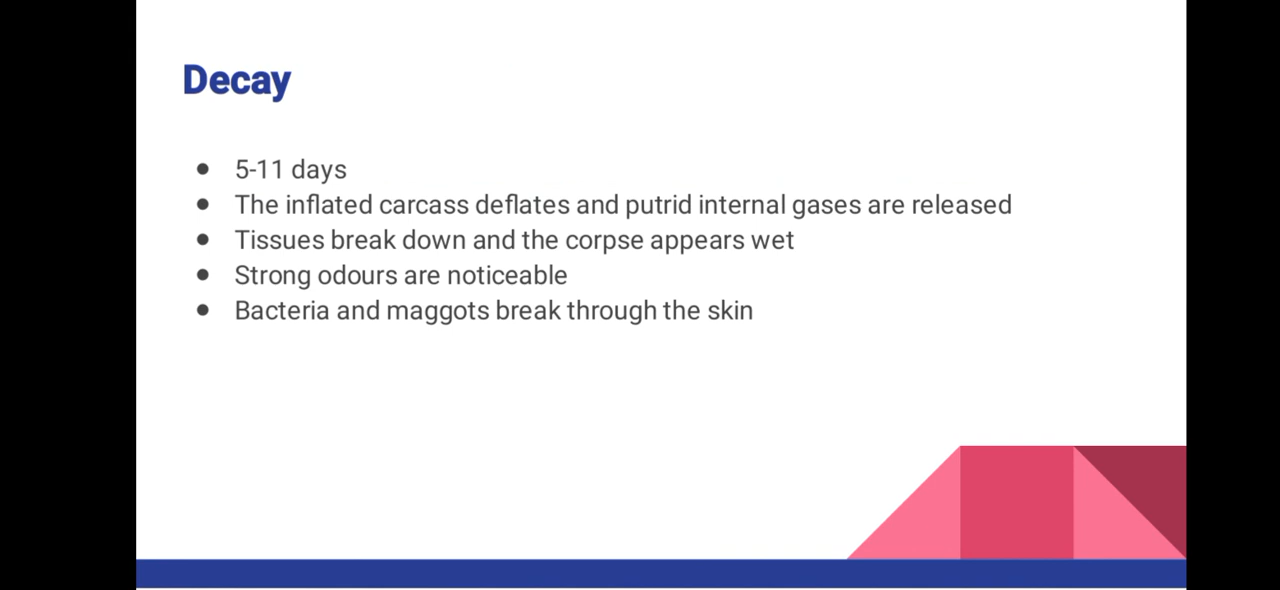 Decay
● 5-11 days
● The inflated carcass deflates and putrid internal gases are released
● Tissues break down and the corpse appears wet
● Strong odours are noticeable
● Bacteria and maggots break through the skin